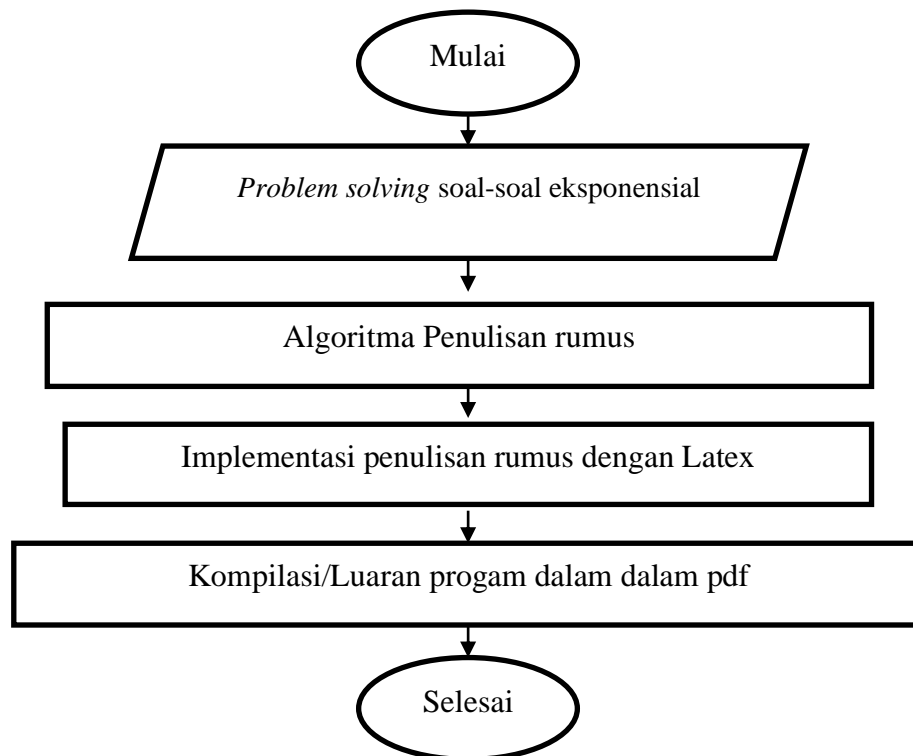 Mulai
Problem solving soal-soal eksponensial
Algoritma Penulisan rumus
Implementasi penulisan rumus dengan Latex
Kompilasi/Luaran progam dalam dalam pdf
Selesai